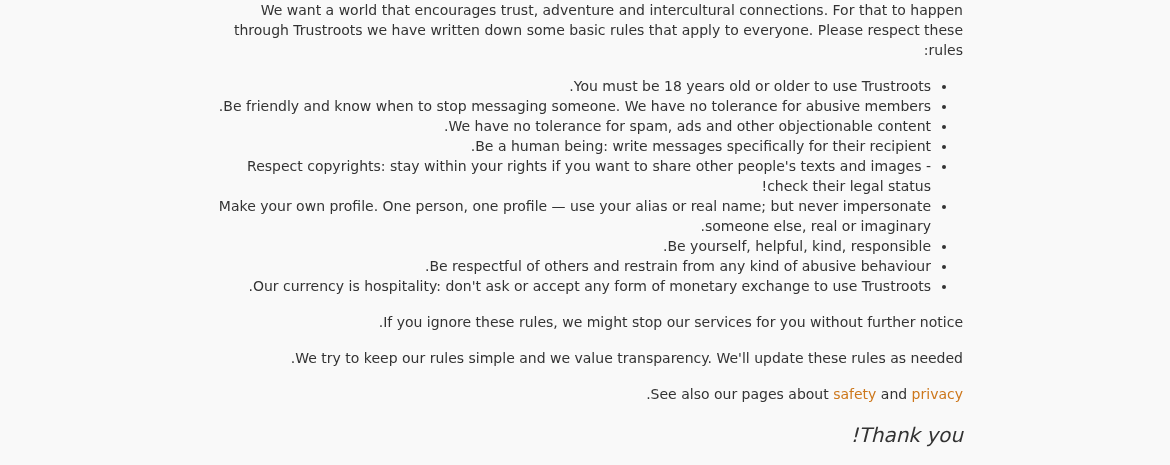 We want a world that encourages trust, adventure and intercultural connections. For that to happen
through Trustroots we have written down some basic rules that apply to everyone. Please respect these
:rules
.You must be 18 years old or older to use Trustroots •
.Be friendly and know when to stop messaging someone. We have no tolerance for abusive members •
.We have no tolerance for spam, ads and other objectionable content •
.Be a human being: write messages specifically for their recipient •
Respect copyrights: stay within your rights if you want to share other people's texts and images - •
!check their legal status
Make your own profile. One person, one profile — use your alias or real name; but never impersonate •
.someone else, real or imaginary
.Be yourself, helpful, kind, responsible •
.Be respectful of others and restrain from any kind of abusive behaviour •
.Our currency is hospitality: don't ask or accept any form of monetary exchange to use Trustroots •
.If you ignore these rules, we might stop our services for you without further notice
.We try to keep our rules simple and we value transparency. We'll update these rules as needed
.See also our pages about safety and privacy
!Thank you